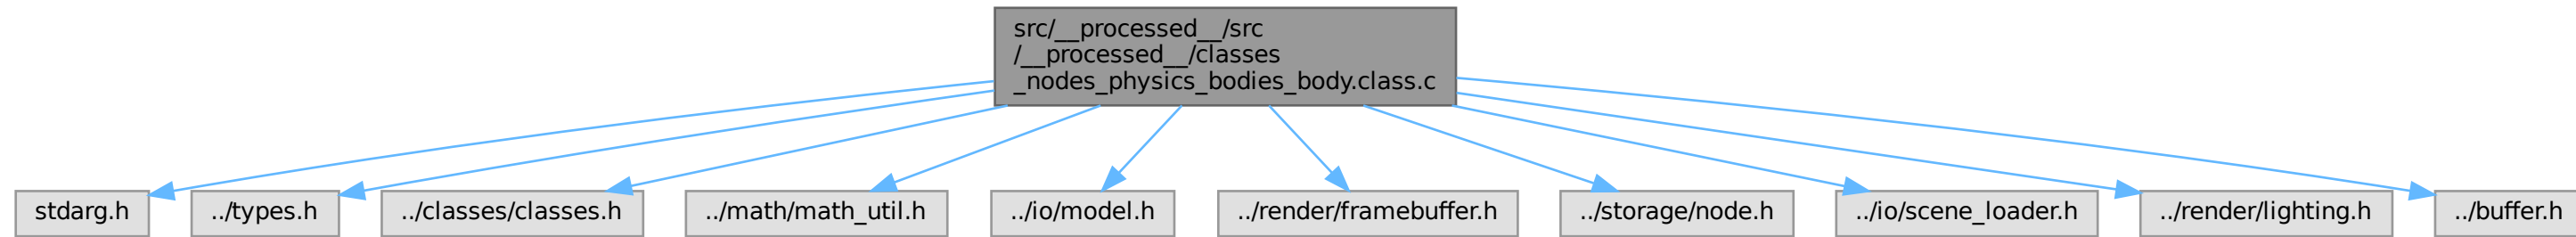 src/__processed__/src
/__processed__/classes
_nodes_physics_bodies_body.class.c
stdarg.h
../types.h
../classes/classes.h
../math/math_util.h
../io/model.h
../render/framebuffer.h
../storage/node.h
../io/scene_loader.h
../render/lighting.h
../buffer.h